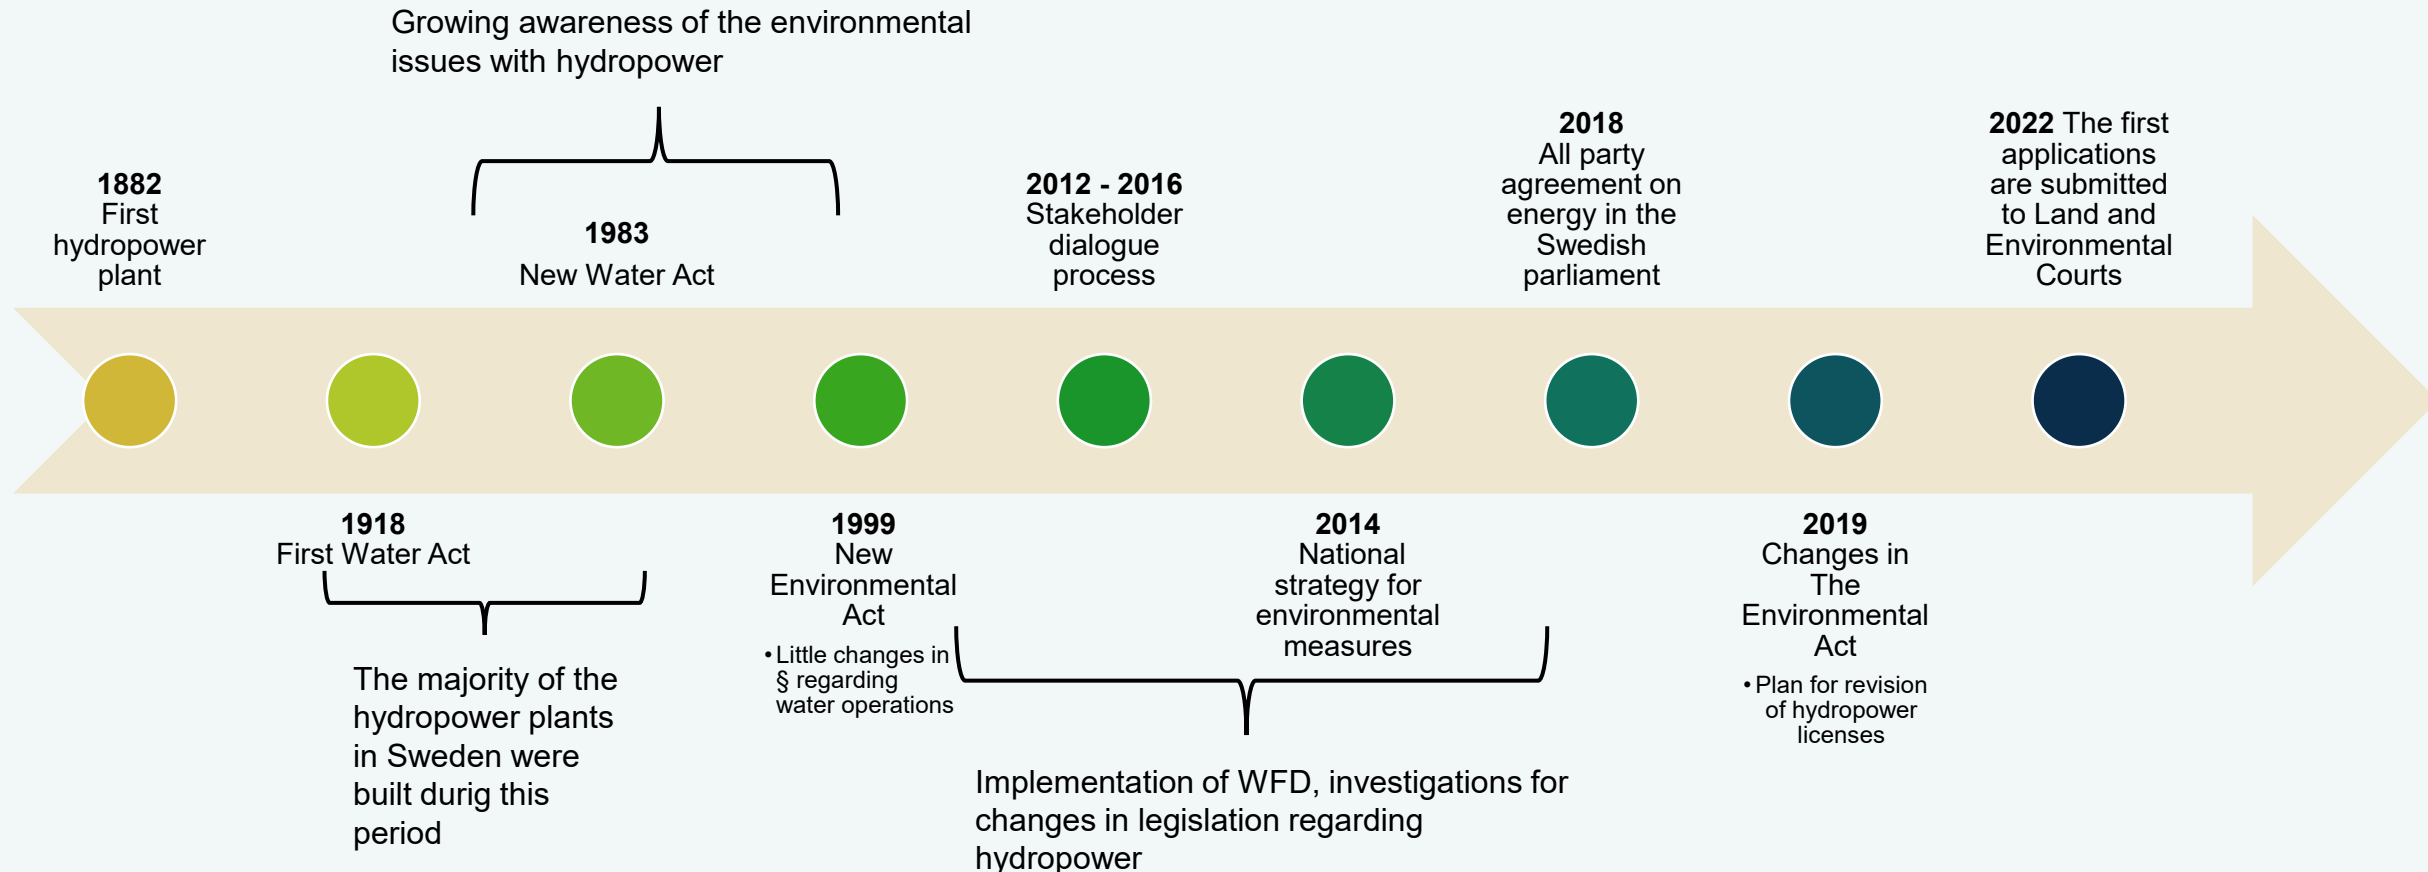 Growing awareness of the environmental
issues with hydropower
1882
First
hydropower
plant
1983
New Water Act
2012 - 2016
Stakeholder
dialogue
process
2018
All party
agreement on
energy in the
Swedish
parliament
2022 The first
applications
are submitted
to Land and
Environmental
Courts
1918
First Water Act
The majority of the
hydropower plants
in Sweden were
built durig this
period
1999
New
Environmental
Act
• Little changes in
§ regarding
water operations
2014
National
strategy for
environmental
measures
Implementation of WFD, investigations for
changes in legislation regarding
hydropower
2019
Changes in
The
Environmental
Act
• Plan for revision
of hydropower
licenses